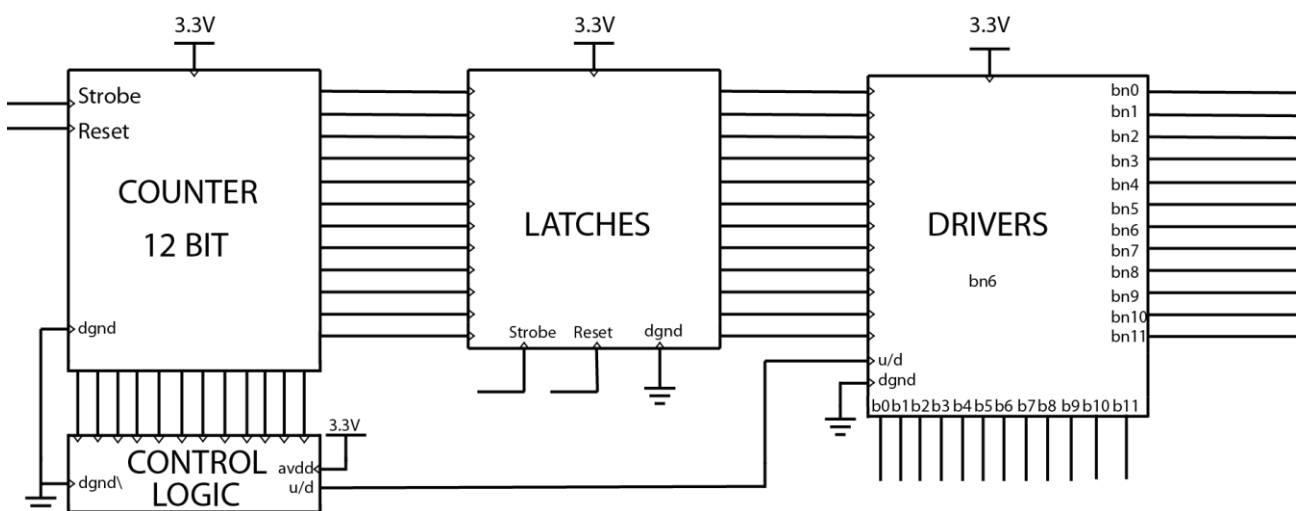 3.3V
3.3V
3.3V
Strobe
Reset
COUNTER
12 BIT
dgnd
LATCHES
Strobe Reset dgnd
DRIVERS
bn6
bn0
bn1
bn2
bn3
bn4
bn5
bn6
bn7
bn8
bn9
bn10
bn11
u/d
dgnd
b0 b1 b2 b3 b4 b5 b6 b7 b8 b9 b10 b11
3.3V
CONTROL
LOGIC
dgnd\
avdd
u/d